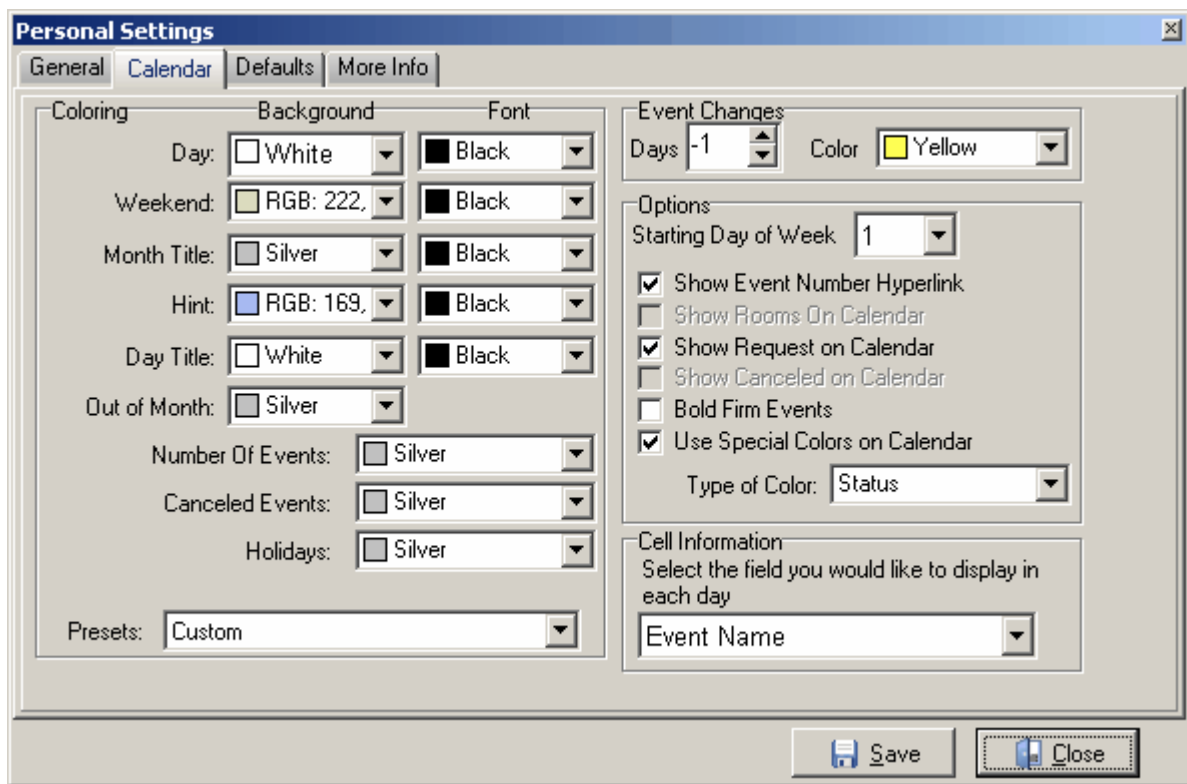 Personal Settings
General Calendar Defaults More Info
Coloring Background Font
Day: White Black
Weekend: RGB: 222, Black
Month Title: Silver Black
Hint: RGB: 169, Black
Day Title: White Black
Out of Month: Silver
Number Of Events: Silver
Canceled Events: Silver
Holidays: Silver
Presets: Custom
Event Changes
Days -1 Color Yellow
Options
Starting Day of Week 1
Show Event Number Hyperlink
Show Rooms On Calendar
Show Request on Calendar
Show Canceled on Calendar
Bold Firm Events
Use Special Colors on Calendar
Type of Color: Status
Cell Information
Select the field you would like to display in
each day
Event Name
Save Close